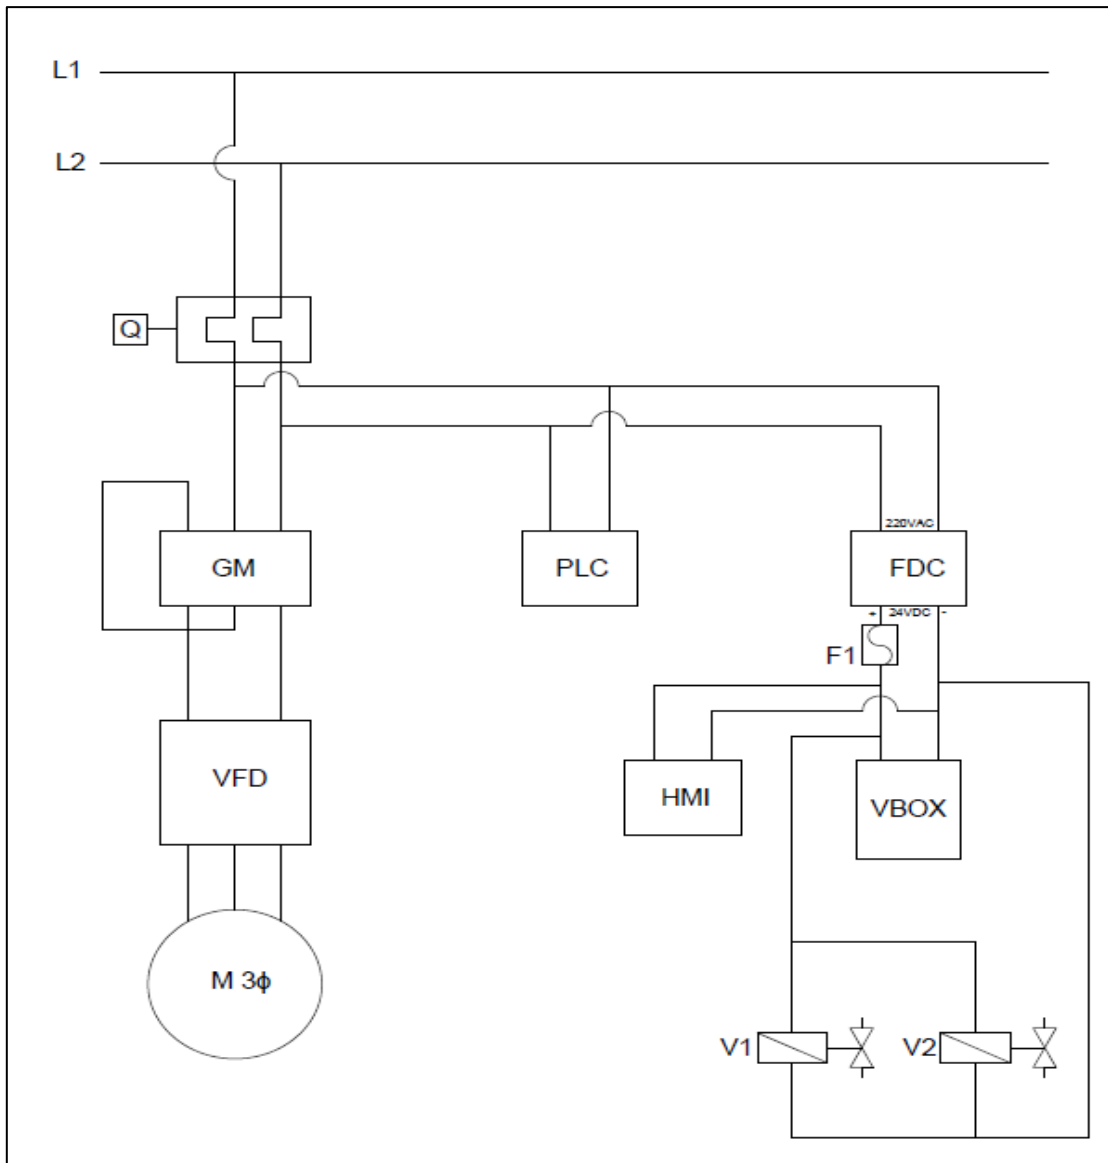 L1
L2
Q
220VAC
GM
PLC
FDC
+ 24VDC -
F1
VFD
HMI
VBOX
M 3ϕ
V1
V2